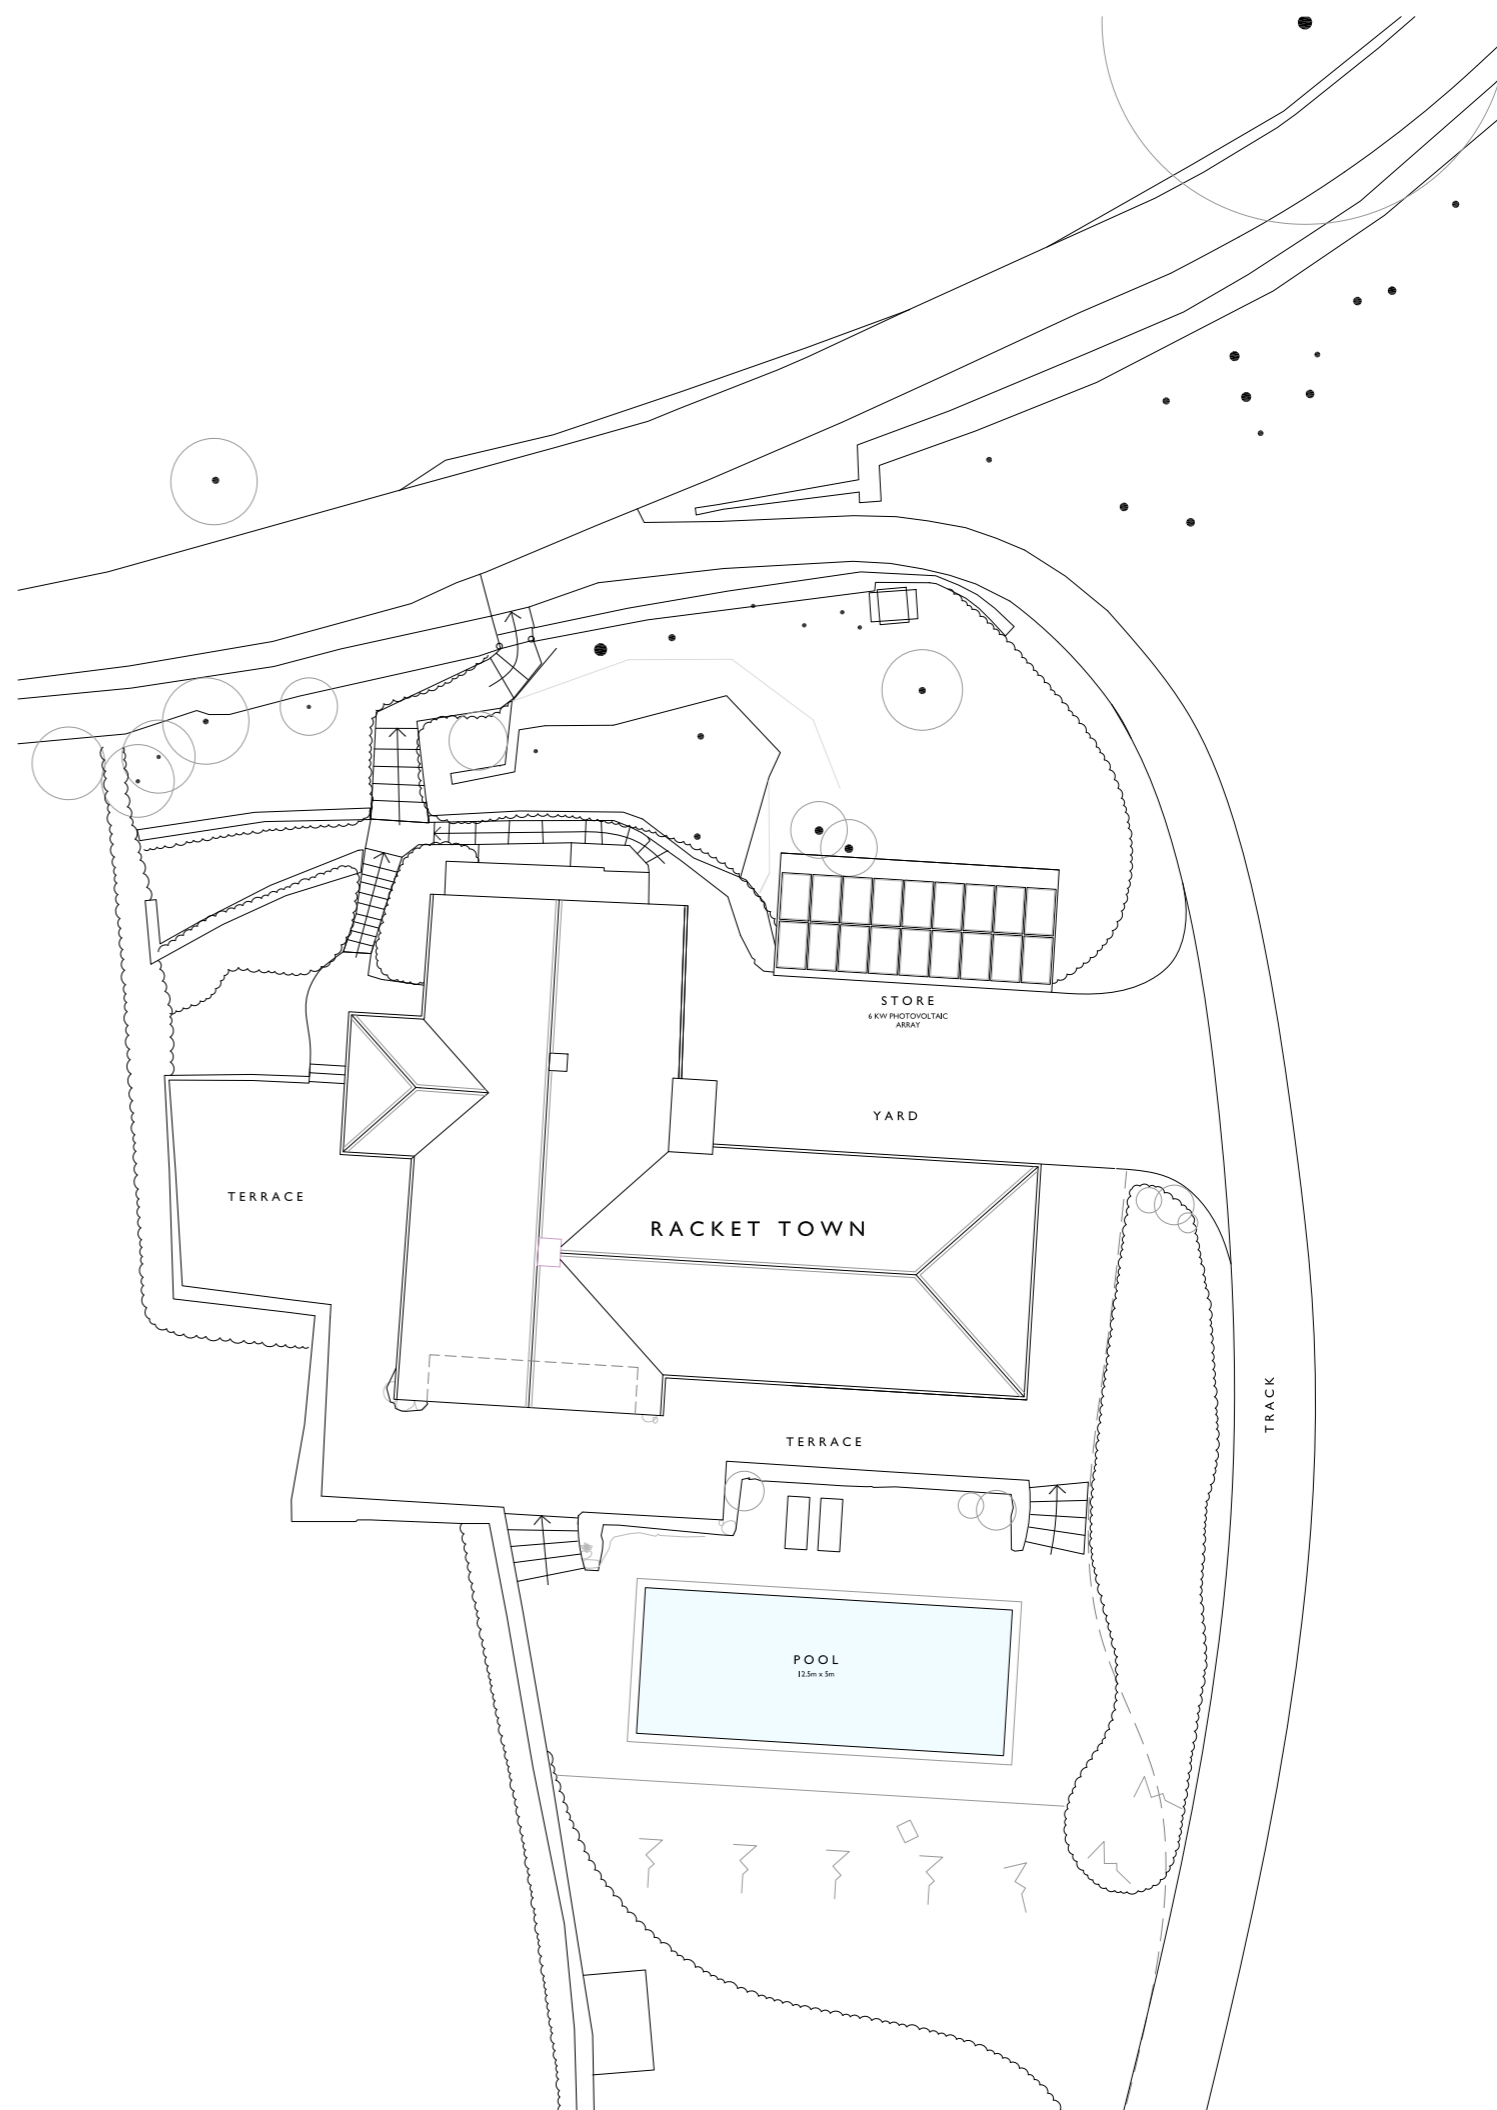 STORE
6 KW PHOTOVOLTAIC
ARRAY
YARD
TERRACE
RACKET TOWN
TRACK
TERRACE
POOL
12.5m x 5m